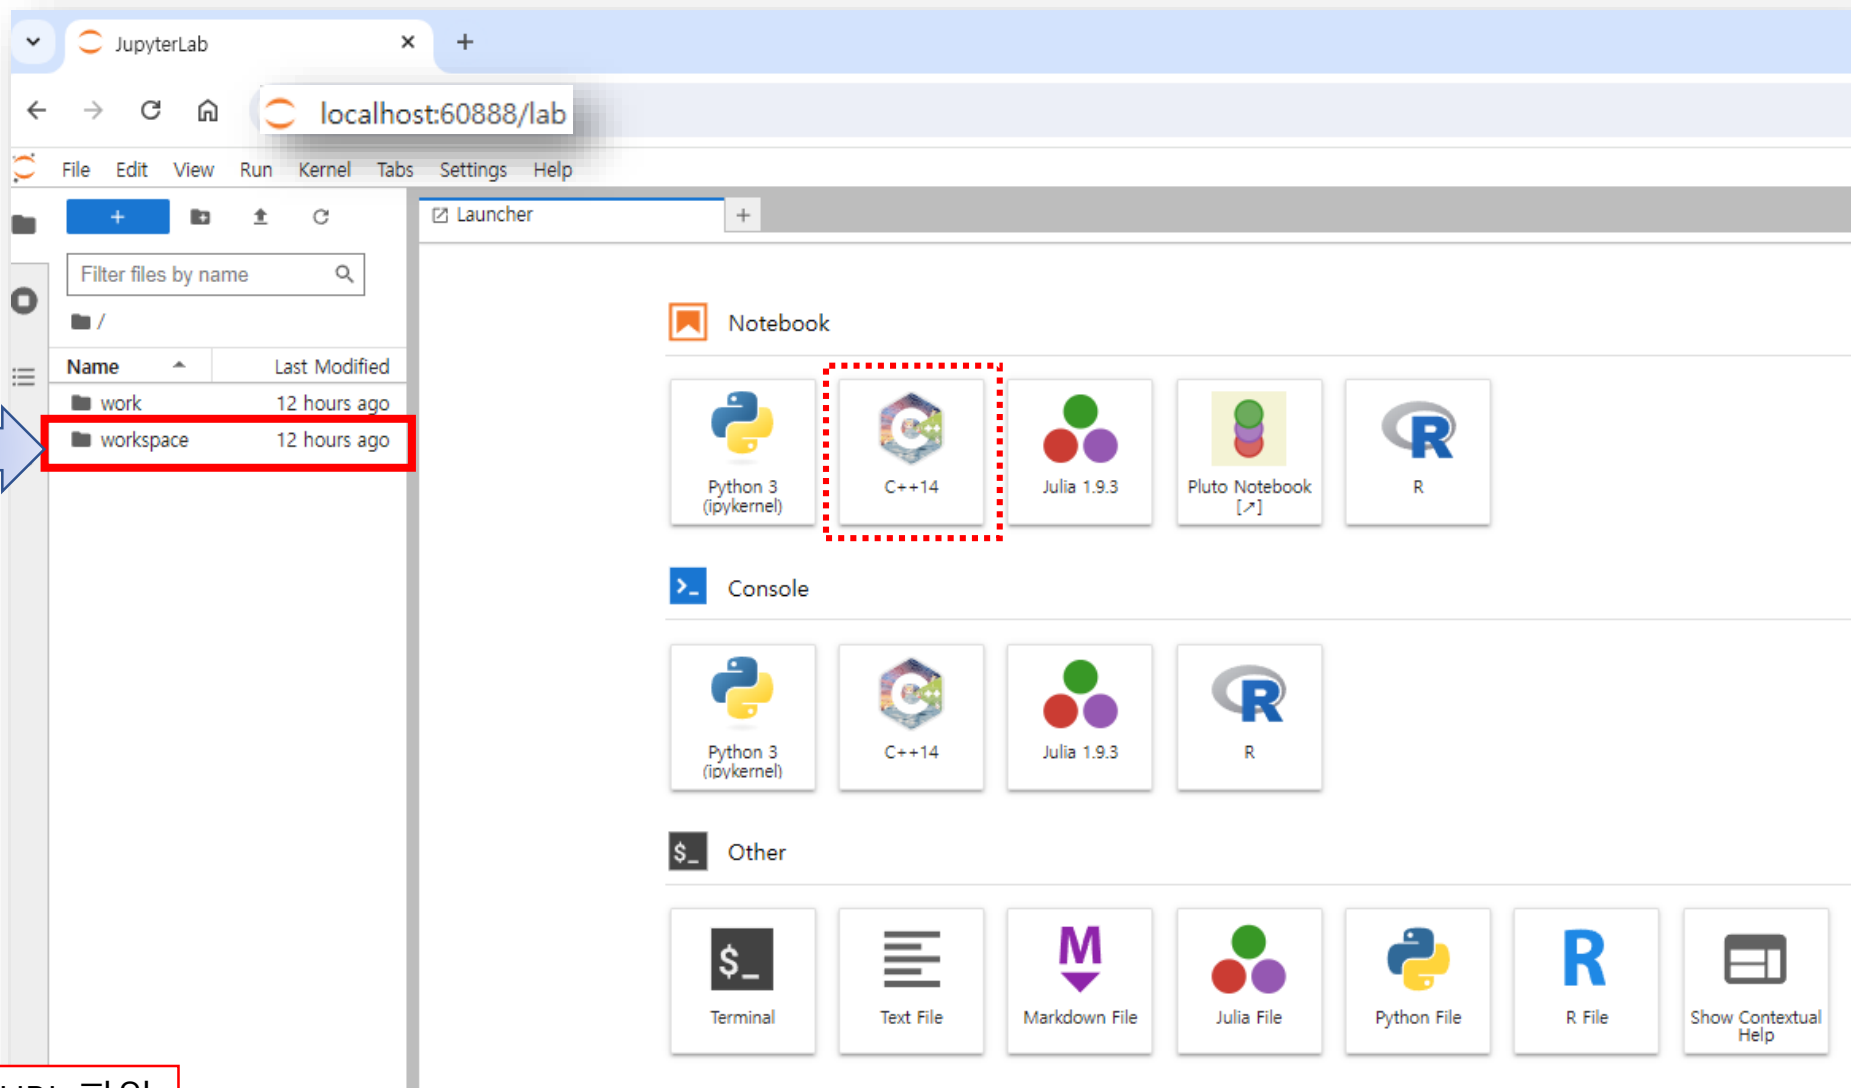 JupyterLab
localhost:60888/lab
File Edit View Run Kernel Tabs Settings Help
Launcher
Filter files by name
/
Name Last Modified
work 12 hours ago
workspace 12 hours ago
Notebook
Python 3
(ipykernel)
C++14
Julia 1.9.3
Pluto Notebook
[↗]
R
Console
Python 3
(ipykernel)
C++14
Julia 1.9.3
R
$_ Other
$_
Terminal
Text File
Markdown File
Julia File
Python File
R File
Show Contextual
Help